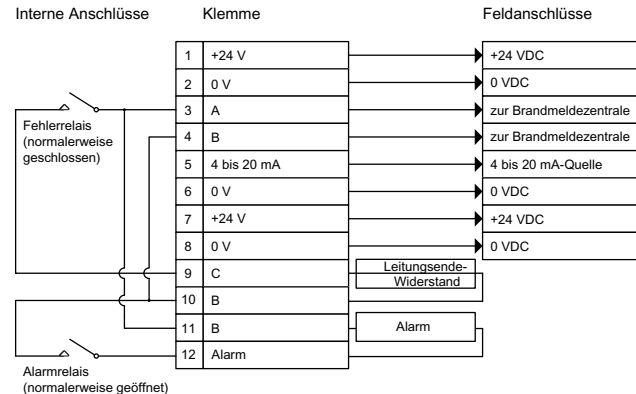 Interne Anschlüsse Klemme Feldanschlüsse
1 +24 V +24 VDC
2 0 V 0 VDC
3 A zur Brandmeldezentrale
4 B zur Brandmeldezentrale
5 4 bis 20 mA 4 bis 20 mA-Quelle
6 0 V 0 VDC
7 +24 V +24 VDC
8 0 V 0 VDC
9 C
10 B
11 B
12 Alarm
Fehlerrelais
(normalerweise
geschlossen)
Leitungsende-
Widerstand
Alarm
Alarmrelais
(normalerweise geöffnet)